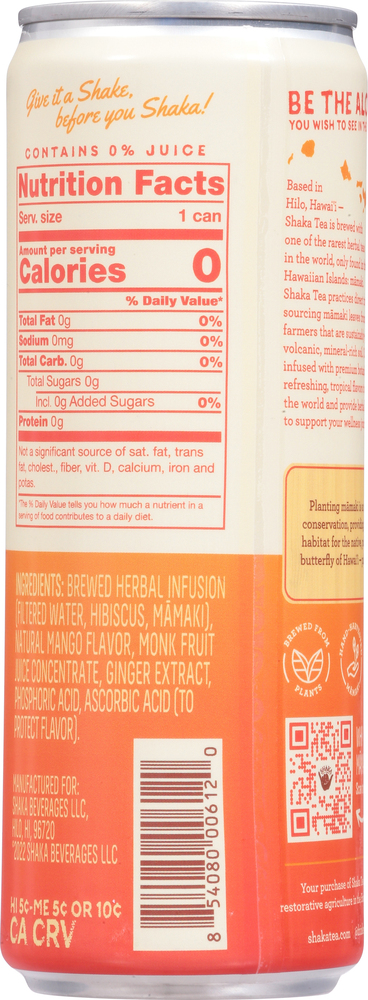 Give it a Shake,
before you Shaka!
CONTAINS 0% JUICE
Nutrition Facts
Serv. size 1 can
Amount per serving
Calories 0
% Daily Value*
Total Fat 0g 0%
Sodium 0mg 0%
Total Carb. 0g 0%
Total Sugars 0g
Incl. 0g Added Sugars 0%
Protein 0g
Not a significant source of sat. fat, trans
fat, cholest., fiber, vit. D, calcium, iron and
potas.
*The % Daily Value tells you how much a nutrient in a
serving of food contributes to a daily diet.
INGREDIENTS: BREWED HERBAL INFUSION
(FILTERED WATER, HIBISCUS, MĀMAKI),
NATURAL MANGO FLAVOR, MONK FRUIT
JUICE CONCENTRATE, GINGER EXTRACT,
PHOSPHORIC ACID, ASCORBIC ACID (TO
PROTECT FLAVOR).
MANUFACTURED FOR:
SHAKA BEVERAGES LLC,
HILO, HI, 96720
©2022 SHAKA BEVERAGES LLC
HI 5¢-ME 5¢ OR 10¢
CA CRV
8 54080 00612 0
BE THE
YOU WISH TO SEE IN
Based in
Hilo, Hawai'i –
Shaka Tea is brewed
one of the rarest herbal
in the world, only found
Hawaiian Islands: māmaki.
Shaka Tea practices
sourcing māmaki leaves
farmers that are
volcanic, mineral-rich
infused with premium
refreshing, tropical
the world and provide
to support your wellness
Planting māmaki
conservation,
habitat for the native
butterfly of Hawai'i –
BREWED FROM
PLANTS
Your purchase of Shaka
restorative agriculture in
shakatea.com